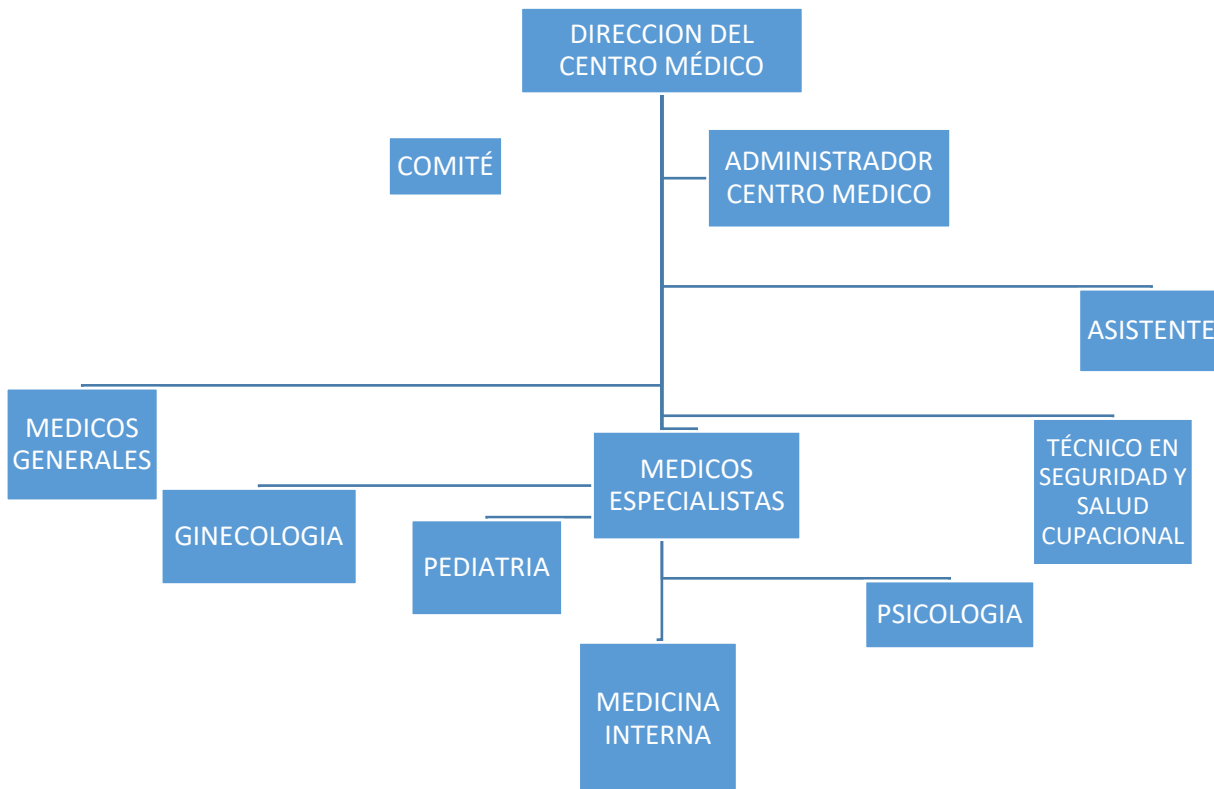 DIRECCION DEL
CENTRO MÉDICO
COMITÉ
ADMINISTRADOR
CENTRO MEDICO
ASISTENTE
MEDICOS
GENERALES
MEDICOS
ESPECIALISTAS
TÉCNICO EN
SEGURIDAD Y
SALUD
CUPACIONAL
GINECOLOGIA
PEDIATRIA
PSICOLOGIA
MEDICINA
INTERNA